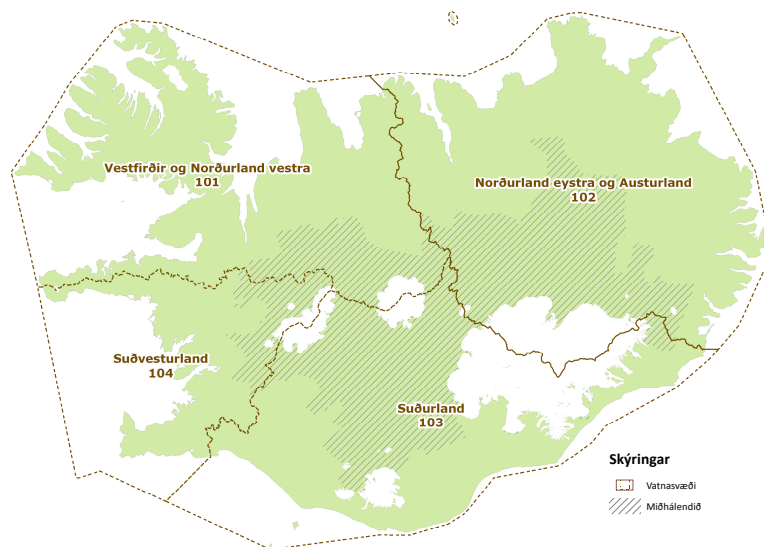 Vestfirðir og Norðurland vestra
101
Norðurland eystra og Austurland
102
Suðvesturland
104
Suðurland
103
Skýringar
Vatnasvæði
Miðhálendið